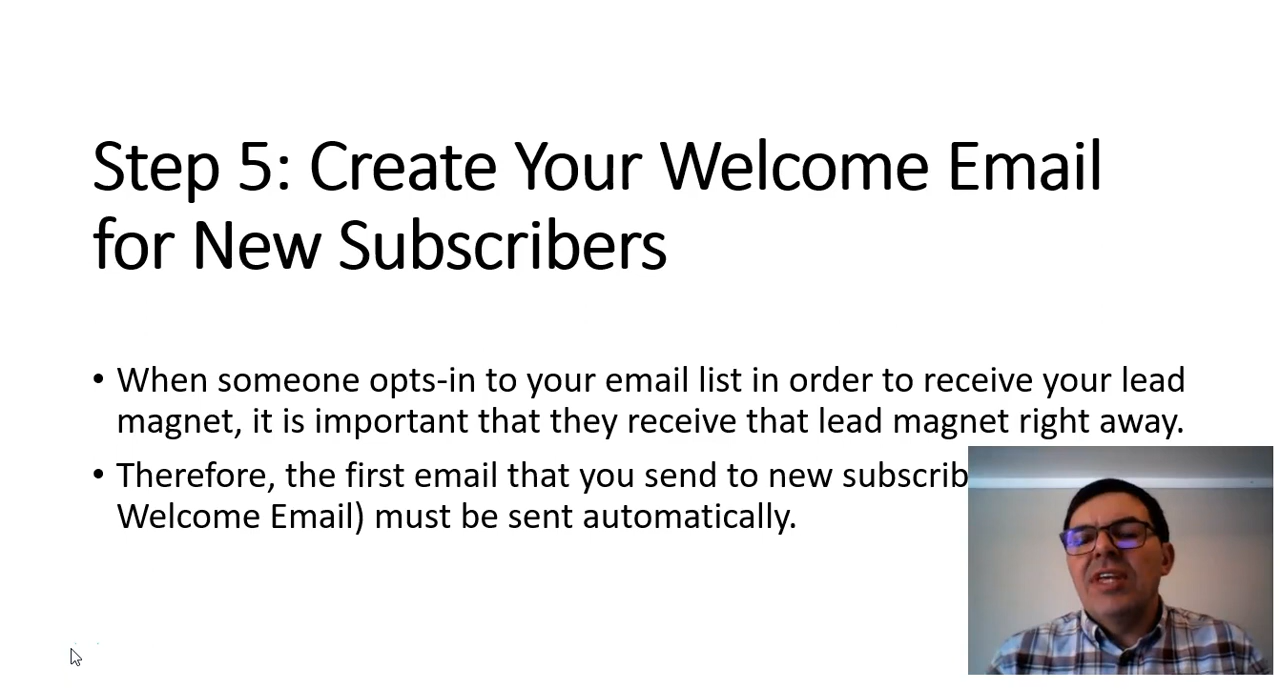 Step 5: Create Your Welcome Email
for New Subscribers
• When someone opts-in to your email list in order to receive your lead
magnet, it is important that they receive that lead magnet right away.
• Therefore, the first email that you send to new subscrib
Welcome Email) must be sent automatically.